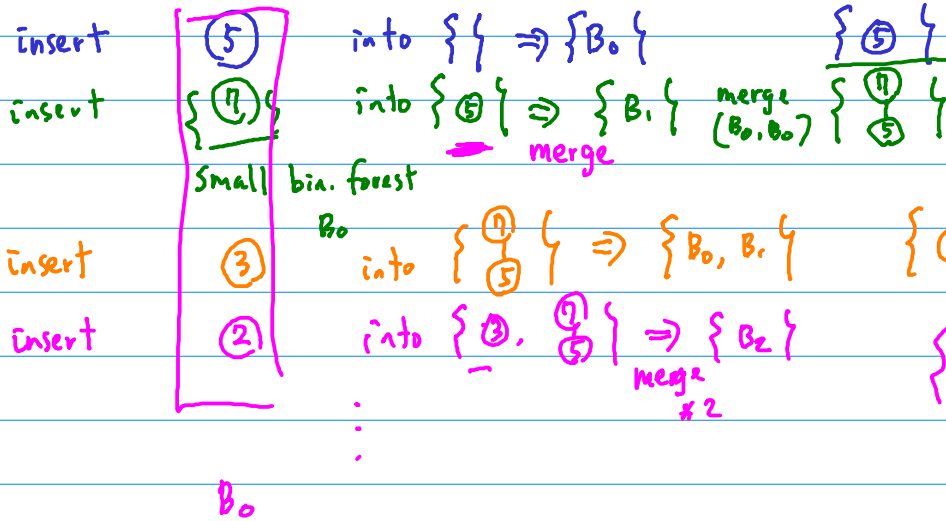 insert 5 into { } ⇒ {B₀} { 5 }
insert { 7 } into { 5 } ⇒ { B₁ } merge (B₀, B₀) { 7 5 }
merge
small bin. forest
B₀
insert 3 into { 7 5 } ⇒ { B₀, B₁ } {
insert 2 into { 3, 7 5 } ⇒ { B₂ } {
merge
* 2
B₀